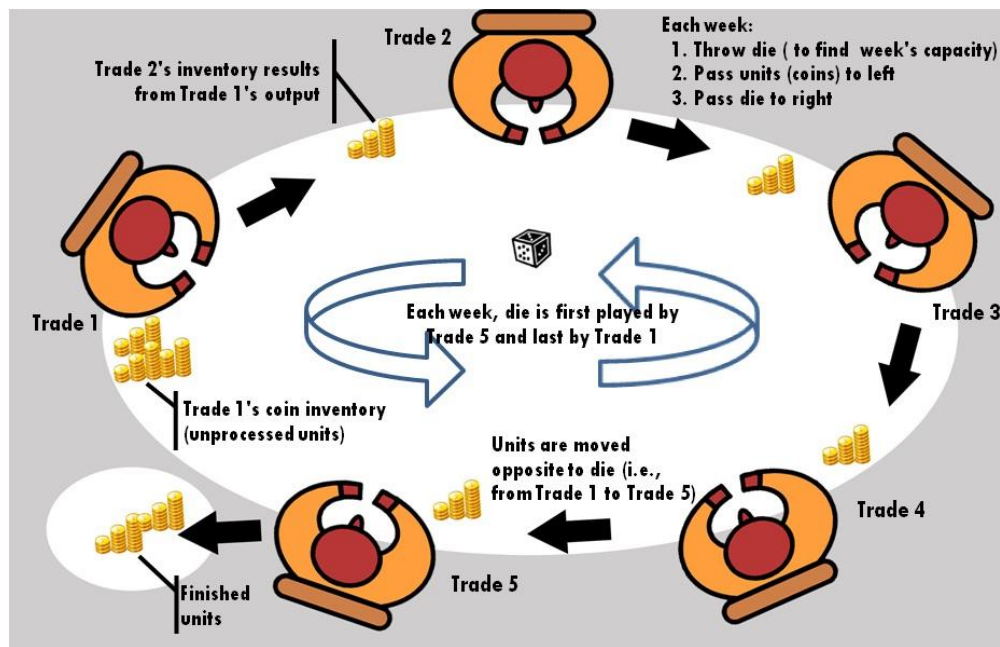 Trade 2
Each week:
1. Throw die ( to find week's capacity)
2. Pass units (coins) to left
3. Pass die to right
Trade 2's inventory results
from Trade 1's output
Trade 1
Trade 3
Each week, die is first played by
Trade 5 and last by Trade 1
Trade 1's coin inventory
(unprocessed units)
Units are moved
opposite to die (i.e.,
from Trade 1 to Trade 5)
Trade 4
Trade 5
Finished
units